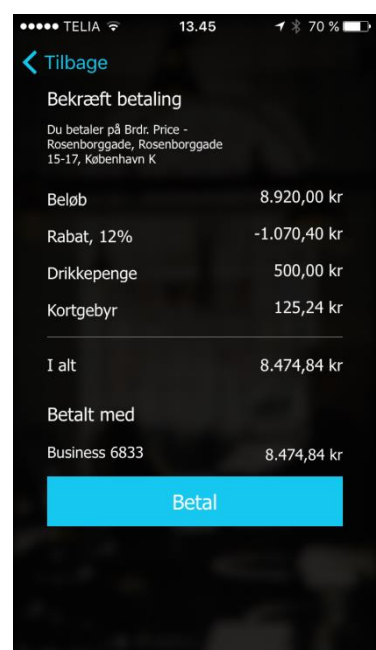 TELIA 13.45 70 %
Tilbage
Bekræft betaling
Du betaler på Brdr. Price -
Rosenborggade, Rosenborggade
15-17, København K
Beløb 8.920,00 kr
Rabat, 12% -1.070,40 kr
Drikkepenge 500,00 kr
Kortgebyr 125,24 kr
I alt 8.474,84 kr
Betalt med
Business 6833 8.474,84 kr
Betal